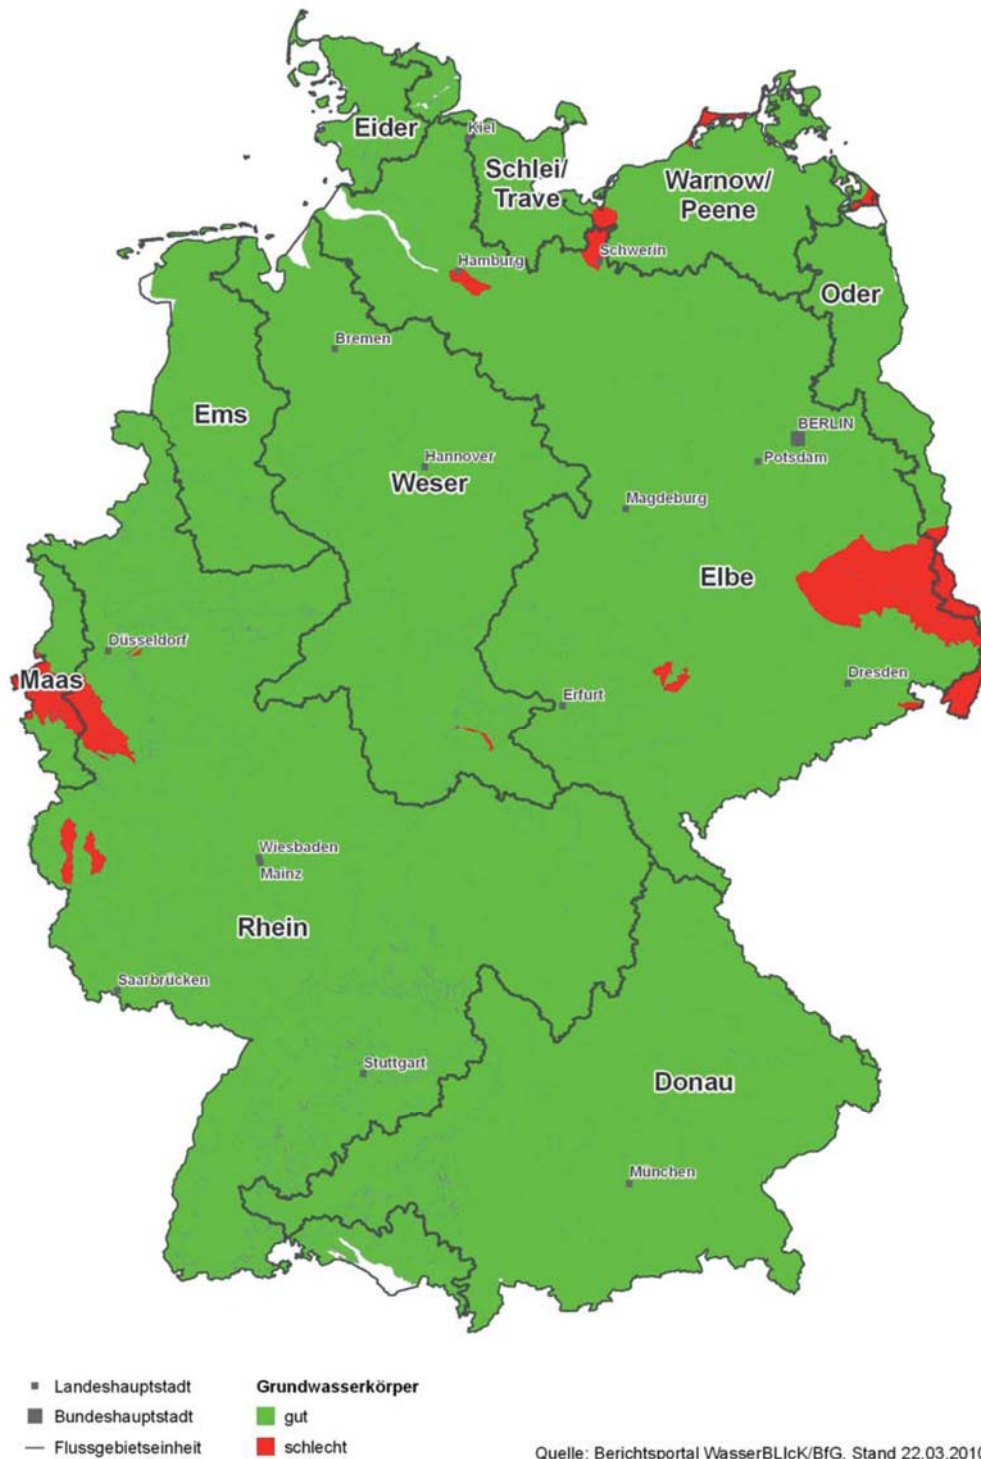 Eider
Kiel
Schlei/
Trave
Warnow/
Peene
Schwerin
Hamburg
Oder
Bremen
Ems
BERLIN
Potsdam
Hannover
Weser
Magdeburg
Elbe
Düsseldorf
Maas
Erfurt
Dresden
Wiesbaden
Mainz
Rhein
Saarbrücken
Stuttgart
Donau
München
Landeshauptstadt
Bundeshauptstadt
Flussgebietseinheit
Grundwasserkörper
gut
schlecht
Quelle: Berichtsportal WasserBLIcK/BfG, Stand 22.03.2010